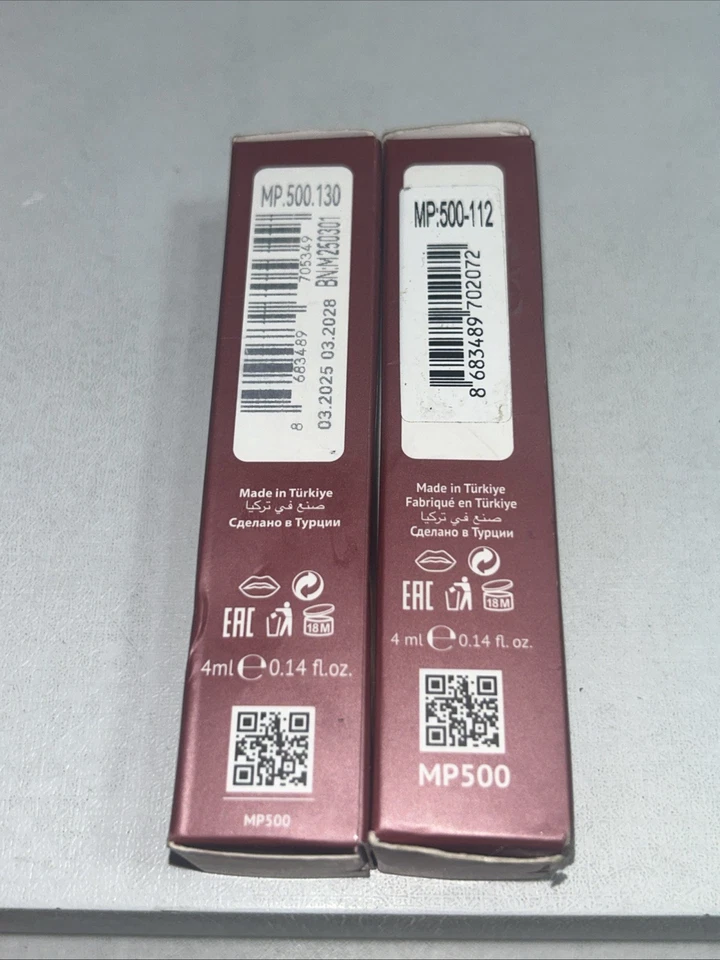 MP.500.130
8 683489 705349
03.2025 03.2028 BN:M250301
Made in Türkiye
صنع في تركيا
Сделано в Турции
EAC
18M
4ml e 0.14 fl.oz.
MP500
MP:500-112
8 683489 702072
Made in Türkiye
Fabriqué en Türkiye
صنع في تركيا
Сделано в Турции
EAC
18M
4 ml e 0.14 fl. oz.
MP500